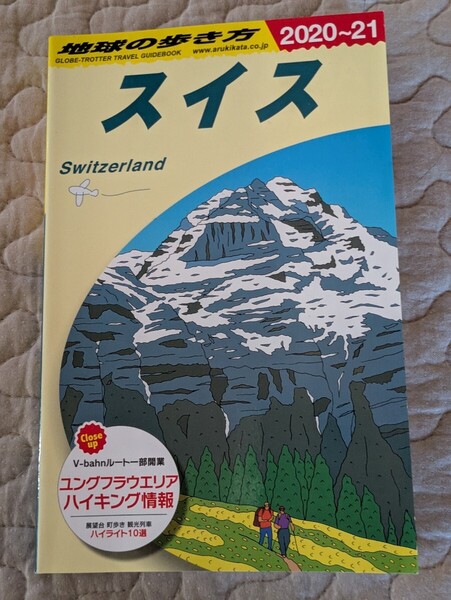 地球の歩き方
GLOBE-TROTTER TRAVEL GUIDEBOOK
www.arukikata.co.jp
2020~21
スイス
Switzerland
Close up
V-bahnルート一部開業
ユングフラウエリア
ハイキング情報
展望台 町歩き 観光列車
ハイライト10選